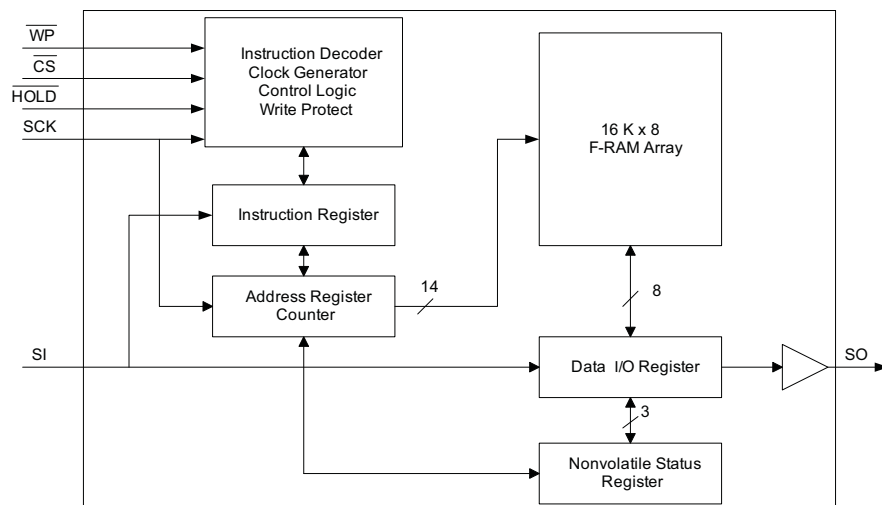 WP
CS
HOLD
SCK
Instruction Decoder
Clock Generator
Control Logic
Write Protect
16 K x 8
F-RAM Array
Instruction Register
Address Register
Counter
14
8
SI
Data I/O Register
SO
3
Nonvolatile Status
Register